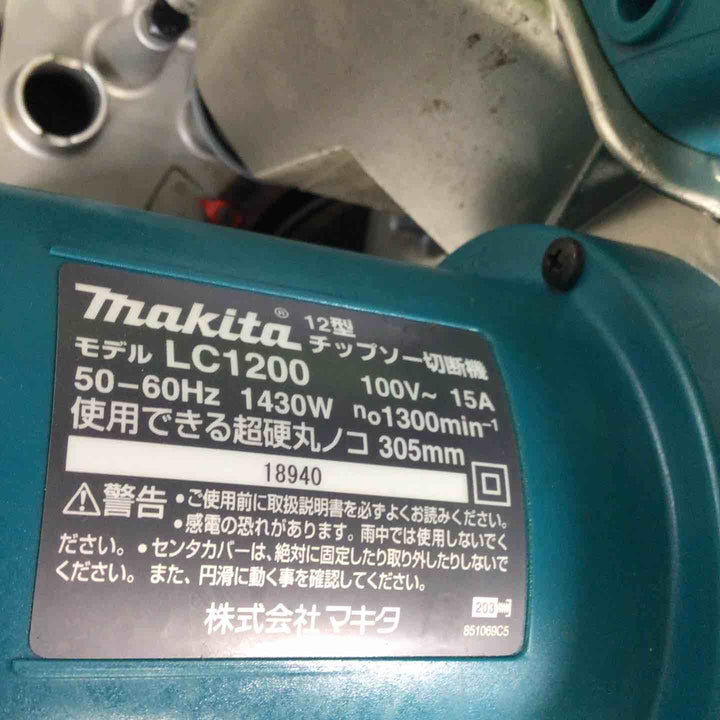 makita® 12型
チップソー切断機
モデル LC1200 100V～ 15A
50－60Hz 1430W no1300min-1
使用できる超硬丸ノコ 305mm
18940
⚠警告 •ご使用前に取扱説明書を必ずよくお読みください。
•感電の恐れがあります。雨中では使用しないでく
ださい。•センタカバーは、絶対に固定したり取り外したりしないで
ください。また、円滑に動く事を確認してください。
株式会社マキタ
203
851069C5